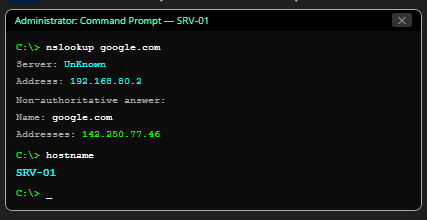 Administrator: Command Prompt — SRV-01
C:\> nslookup google.com
Server: UnKnown
Address: 192.168.80.2
Non-authoritative answer:
Name: google.com
Addresses: 142.250.77.46
C:\> hostname
SRV-01
C:\> _